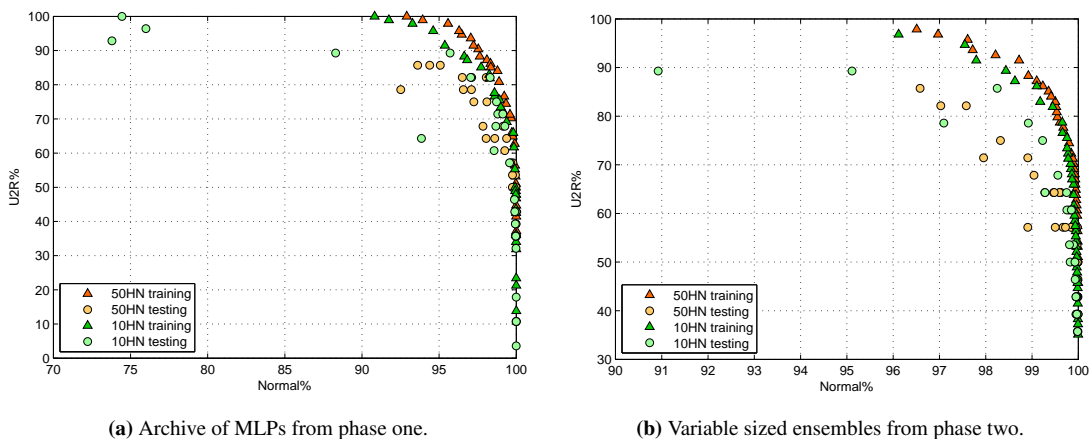 100
90
80
70
60
50
40
30
20
10
0
U2R%
70 75 80 85 90 95 100
Normal%
50HN training
50HN testing
10HN training
10HN testing
(a) Archive of MLPs from phase one.
100
90
80
70
60
50
40
30
U2R%
90 91 92 93 94 95 96 97 98 99 100
Normal%
50HN training
50HN testing
10HN training
10HN testing
(b) Variable sized ensembles from phase two.